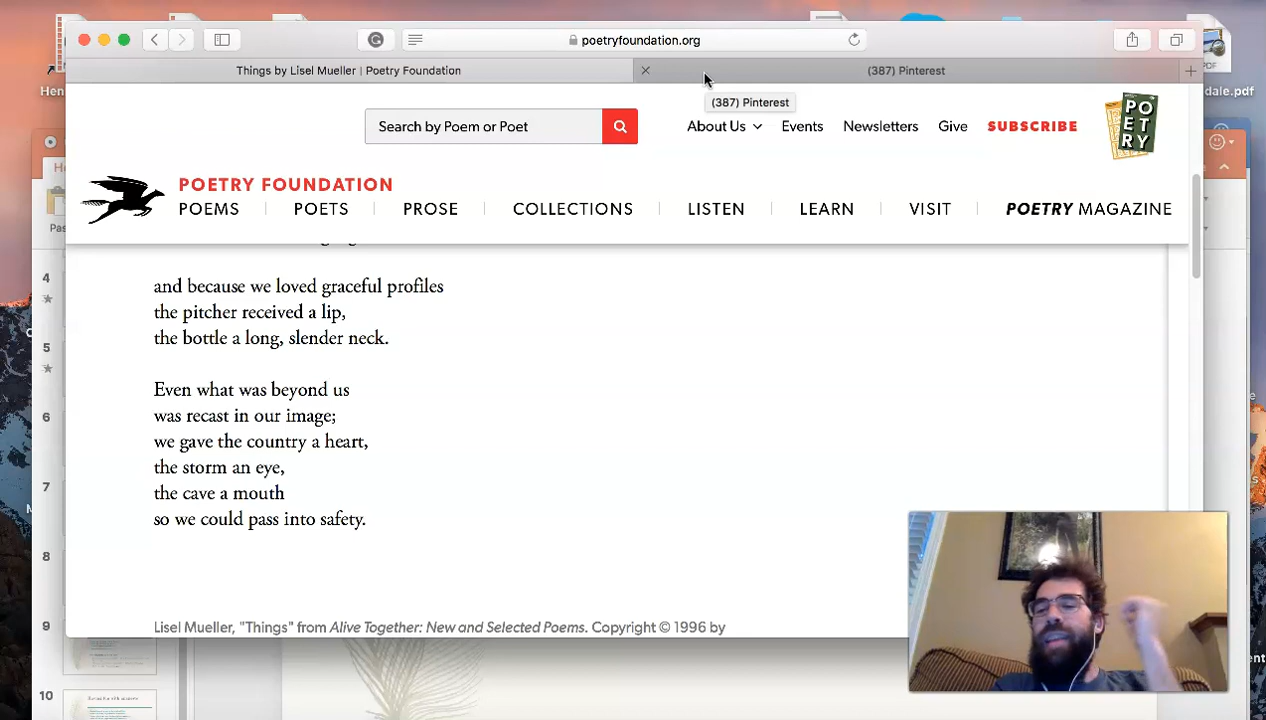 Hen
dale.pdf
poetryfoundation.org
Things by Lisel Mueller | Poetry Foundation
(387) Pinterest
(387) Pinterest
Search by Poem or Poet
About Us
Events
Newsletters
Give
SUBSCRIBE
POETRY
POETRY FOUNDATION
POEMS
POETS
PROSE
COLLECTIONS
LISTEN
LEARN
VISIT
POETRY MAGAZINE
Pas
4
5
6
7
8
9
10
and because we loved graceful profiles
the pitcher received a lip,
the bottle a long, slender neck.
Even what was beyond us
was recast in our image;
we gave the country a heart,
the storm an eye,
the cave a mouth
so we could pass into safety.
Lisel Mueller, "Things" from Alive Together: New and Selected Poems. Copyright © 1996 by